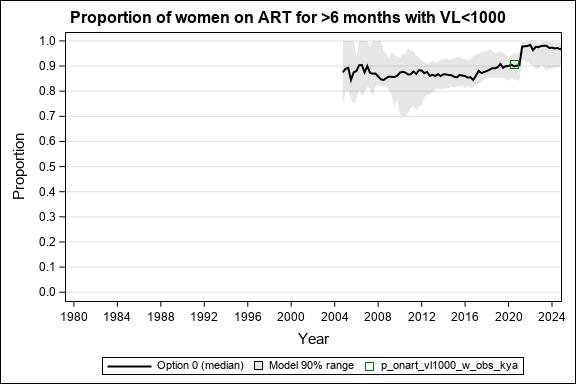 Proportion of women on ART for >6 months with VL<1000
1.0
0.9
0.8
0.7
0.6
0.5
0.4
0.3
0.2
0.1
0.0
Proportion
1980 1984 1988 1992 1996 2000 2004 2008 2012 2016 2020 2024
Year
Option 0 (median) Model 90% range p_onart_vl1000_w_obs_kya